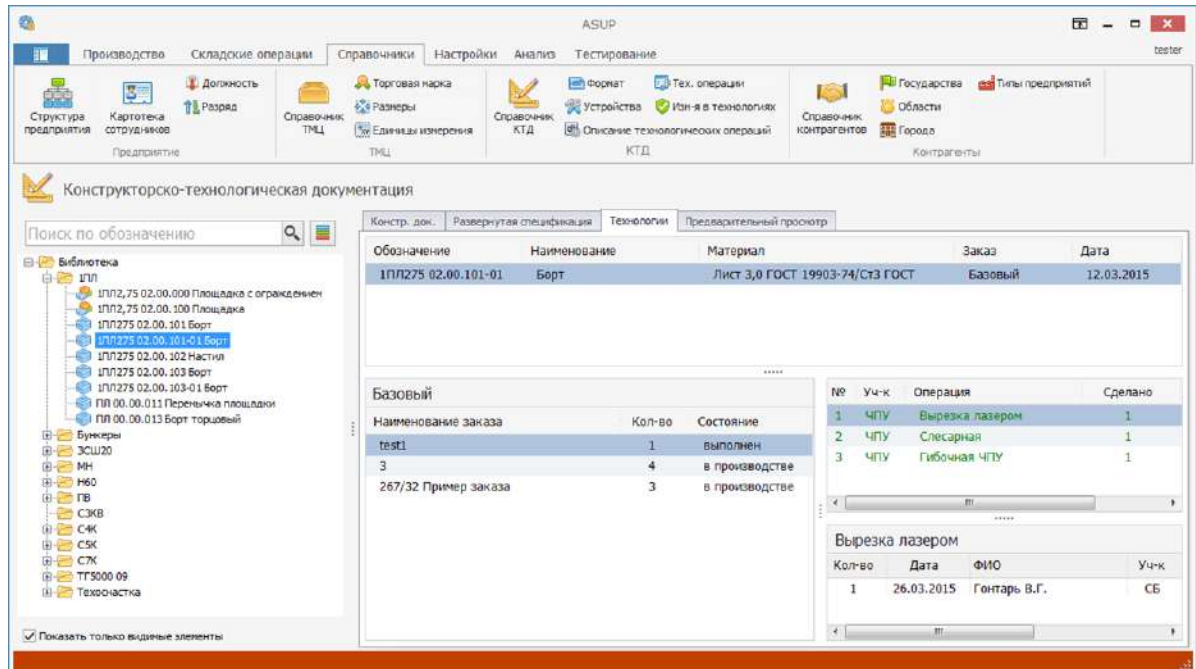 ASUP
Производство Складские операции Справочники Настройки Анализ Тестирование tester
Структура предприятия
Картотека сотрудников
Должность
Разряд
Предприятие
Справочник ТМЦ
Торговая марка
Размеры
Единицы измерения
ТМЦ
Справочник КТД
Формат
Тех. операции
Устройства
Изм-я в технологиях
Описание технологических операций
КТД
Справочник контрагентов
Государства
Типы предприятий
Области
Города
Контрагенты
Конструкторско-технологическая документация
Поиск по обозначению
Библиотека
1ПЛ
1ПЛ2,75 02.00.000 Площадка с ограждением
1ПЛ2,75 02.00.100 Площадка
1ПЛ275 02.00.101 Борт
1ПЛ275 02.00.101-01 Борт
1ПЛ275 02.00.102 Настил
1ПЛ275 02.00.103 Борт
1ПЛ275 02.00.103-01 Борт
ПЛ 00.00.011 Перемычка площадки
ПЛ 00.00.013 Борт торцовый
Бункеры
ЗСШ20
МН
Н60
ПВ
С3КВ
С4К
С5К
С7К
ТГ5000 09
Техоснастка
Показать только видимые элементы
Констр. док. Развернутая спецификация Технологии Предварительный просмотр
Обозначение Наименование Материал Заказ Дата
1ПЛ275 02.00.101-01 Борт Лист 3,0 ГОСТ 19903-74/Ст3 ГОСТ Базовый 12.03.2015
Базовый
Наименование заказа Кол-во Состояние
test1 1 выполнен
3 4 в производстве
267/32 Пример заказа 3 в производстве
№ Уч-к Операция Сделано
1 ЧПУ Вырезка лазером 1
2 ЧПУ Слесарная 1
3 ЧПУ Гибочная ЧПУ 1
Вырезка лазером
Кол-во Дата ФИО Уч-к
1 26.03.2015 Гонтарь В.Г. СБ